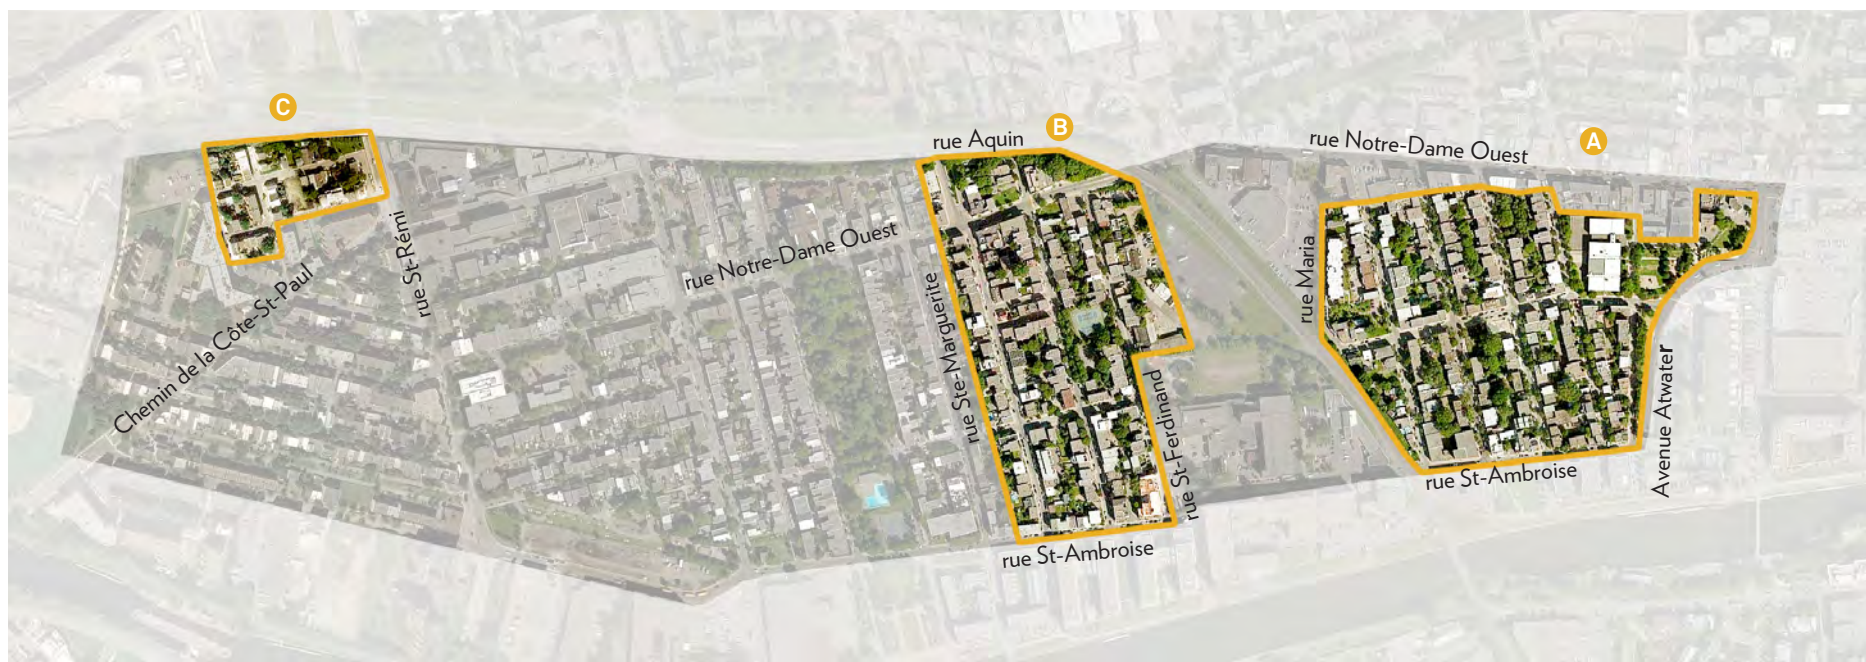 C
B
A
rue Aquin
rue Notre-Dame Ouest
rue St-Rémi
rue Notre-Dame Ouest
rue Maria
Chemin de la Côte-St-Paul
rue Ste-Marguerite
rue St-Ferdinand
Avenue Atwater
rue St-Ambroise
rue St-Ambroise